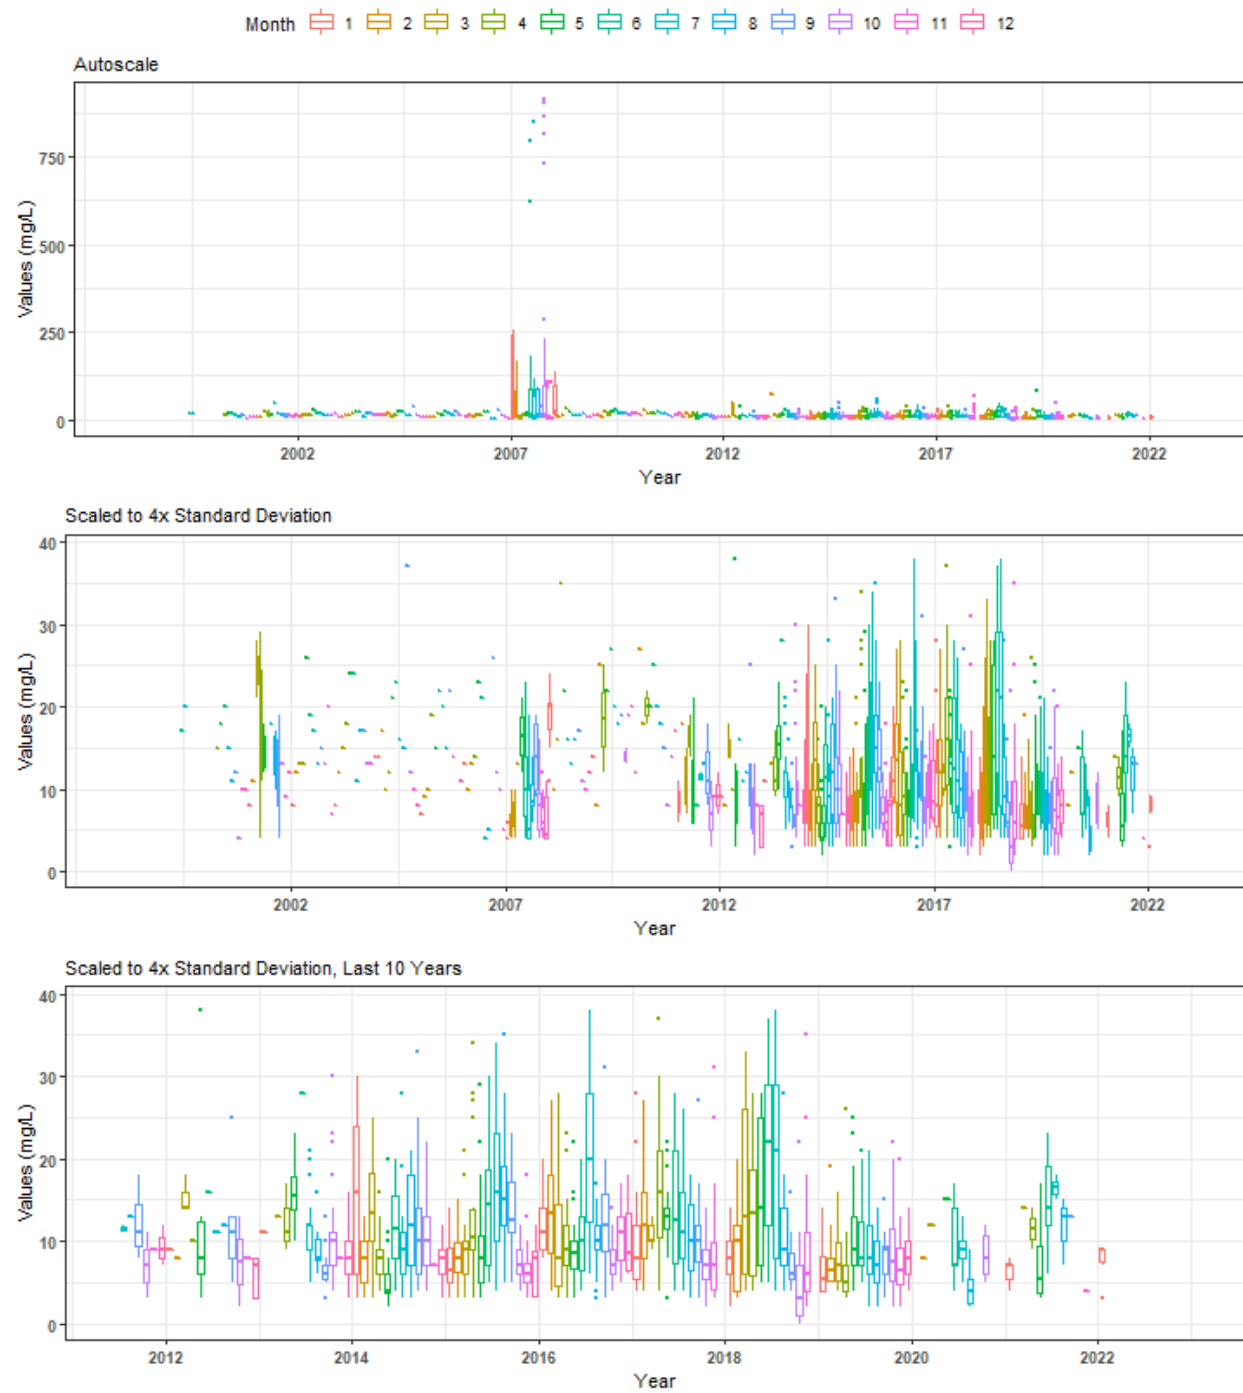 Month 1 2 3 4 5 6 7 8 9 10 11 12
Autoscale
750
500
250
0
Values (mg/L)
2002 2007 2012 2017 2022
Year
Scaled to 4x Standard Deviation
40
30
20
10
0
Values (mg/L)
2002 2007 2012 2017 2022
Year
Scaled to 4x Standard Deviation, Last 10 Years
40
30
20
10
0
Values (mg/L)
2012 2014 2016 2018 2020 2022
Year